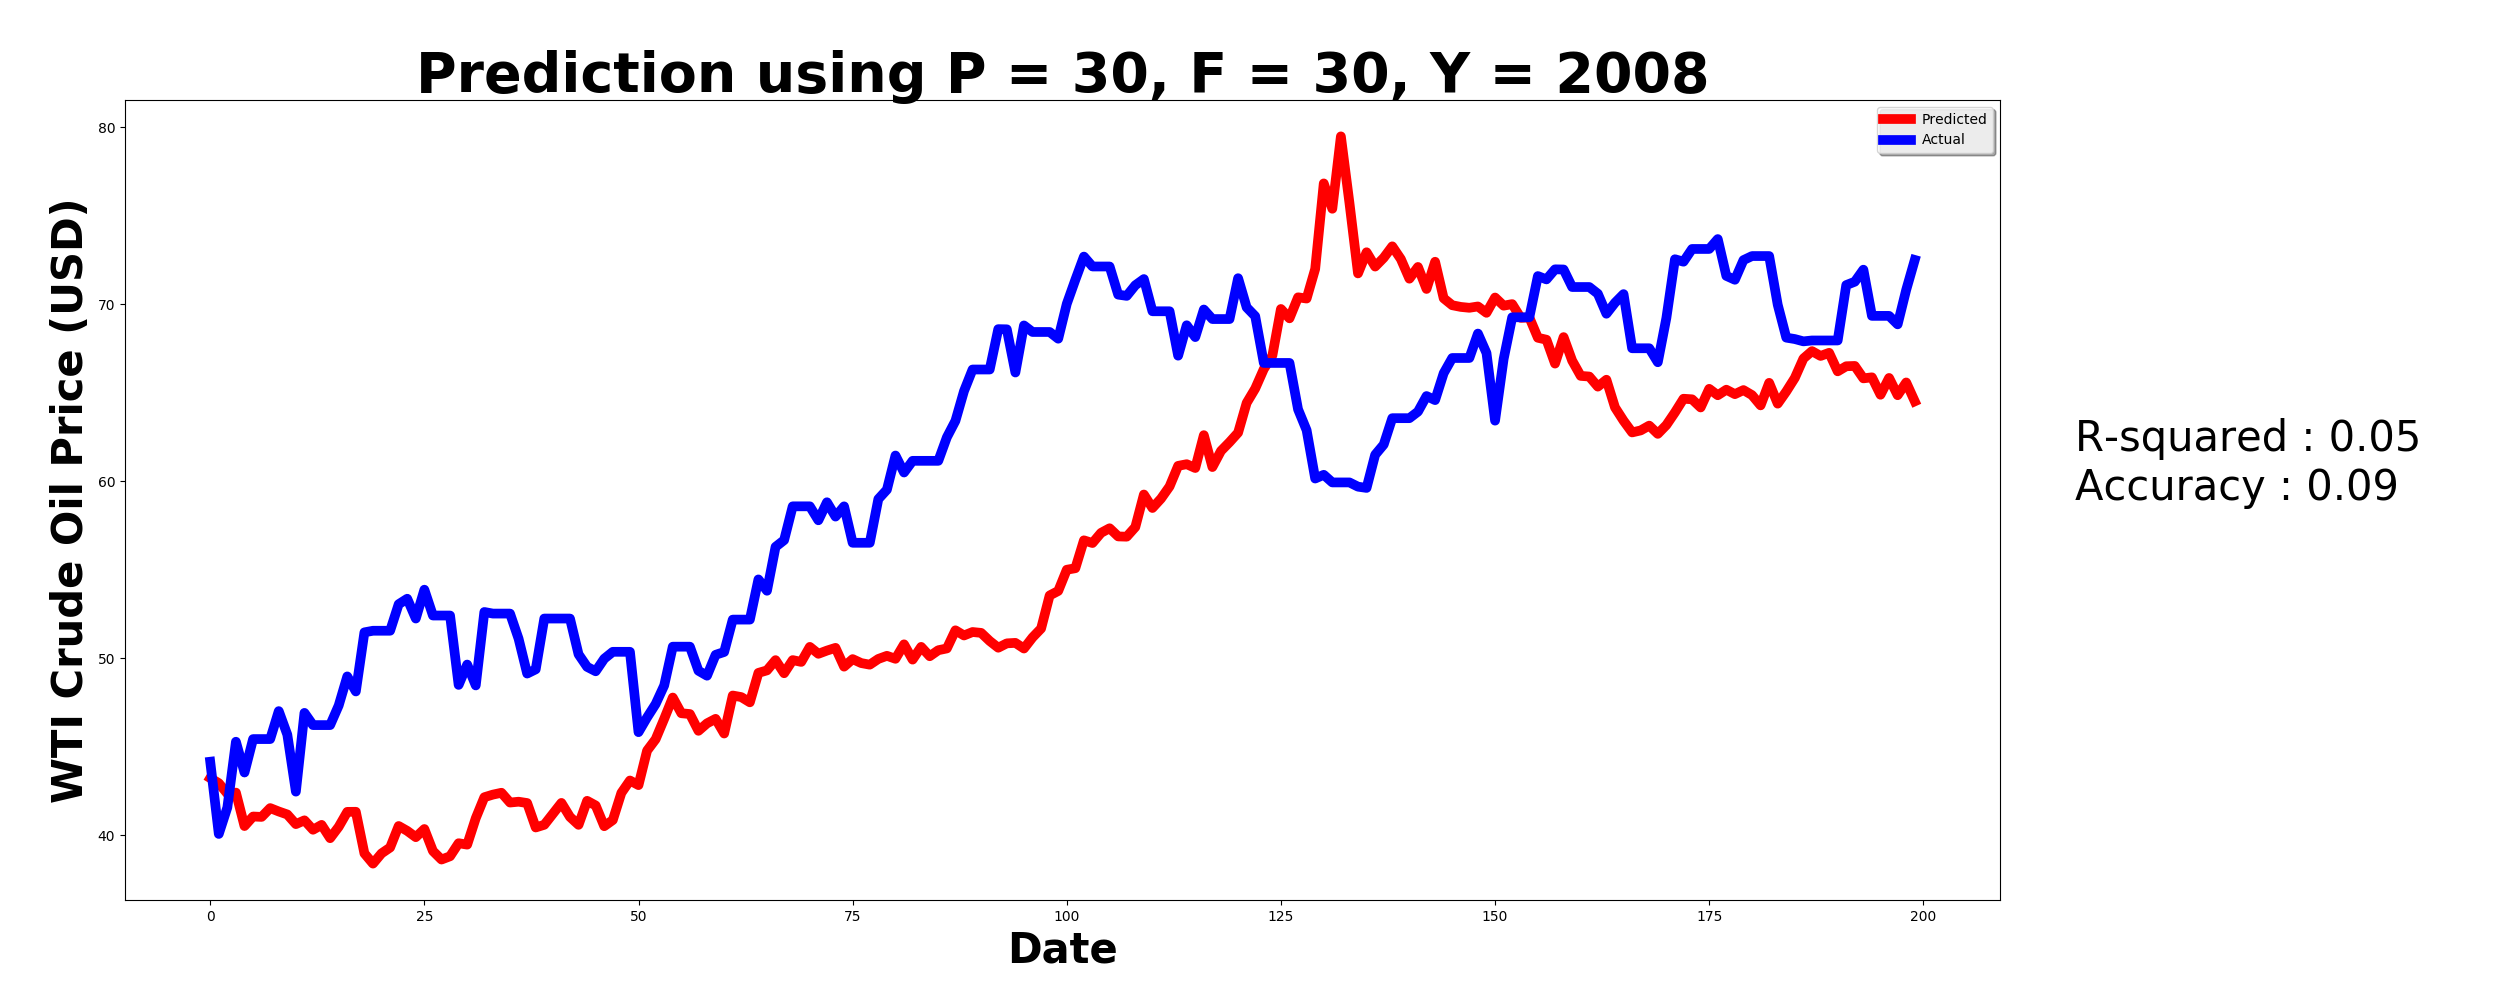 Prediction using P = 30, F = 30, Y = 2008
WTI Crude Oil Price (USD)
80
70
60
50
40
Predicted
Actual
R-squared : 0.05
Accuracy : 0.09
0 25 50 75 100 125 150 175 200
Date